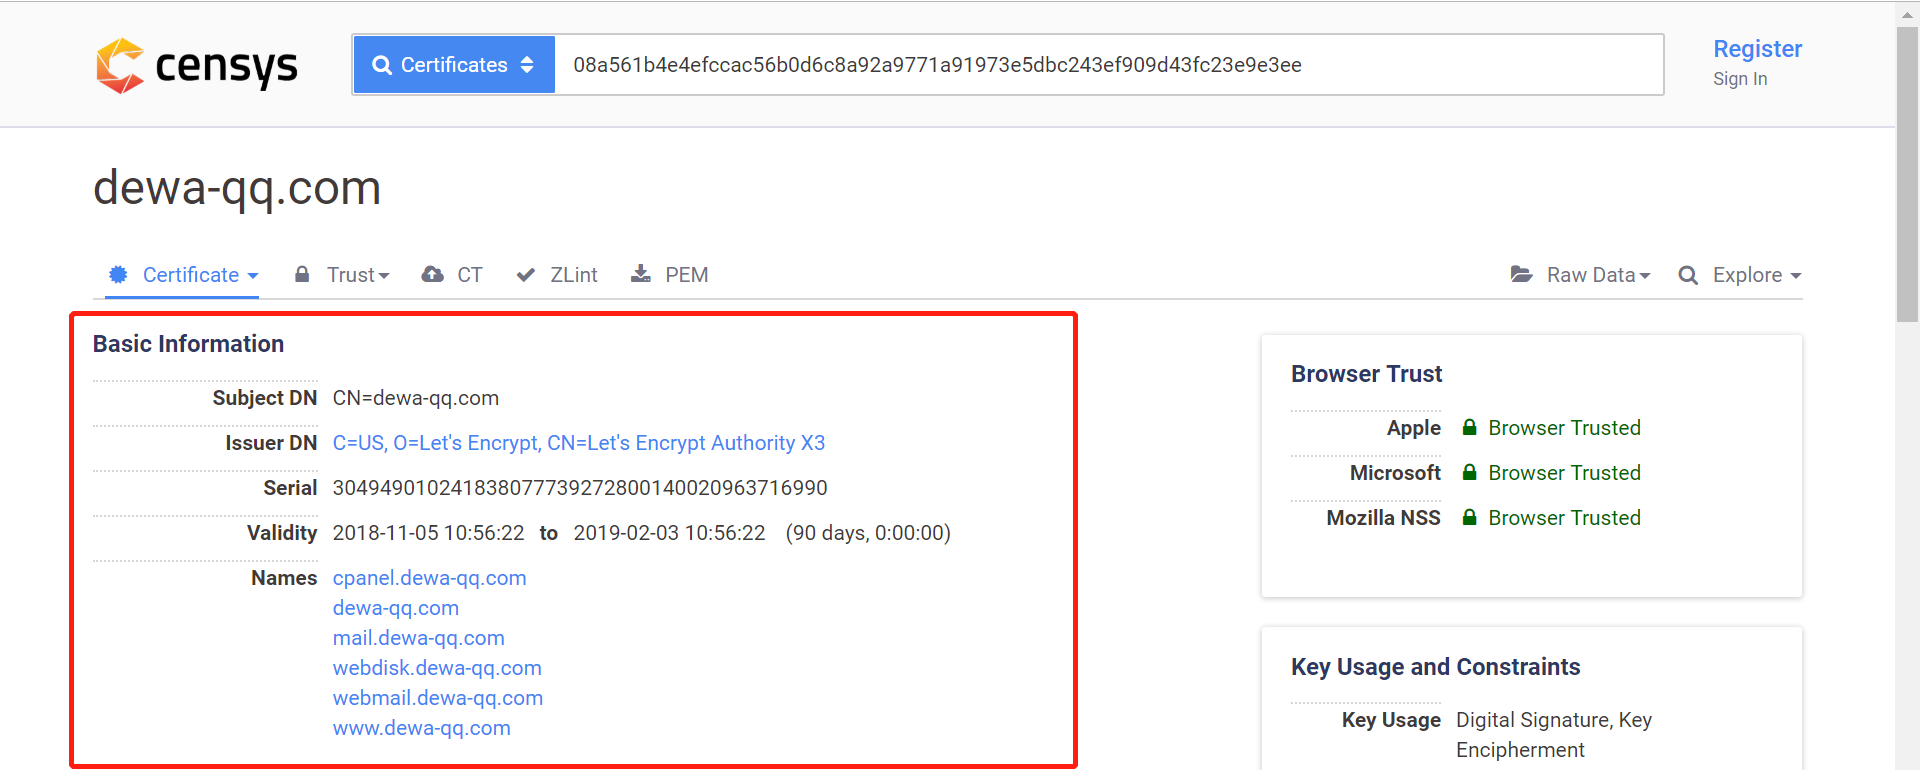 censys
Certificates 08a561b4e4efccac56b0d6c8a92a9771a91973e5dbc243ef909d43fc23e9e3ee
Register
Sign In
dewa-qq.com
Certificate Trust CT ZLint PEM Raw Data Explore
Basic Information
Subject DN CN=dewa-qq.com
Issuer DN C=US, O=Let's Encrypt, CN=Let's Encrypt Authority X3
Serial 304949010241838077739272800140020963716990
Validity 2018-11-05 10:56:22 to 2019-02-03 10:56:22 (90 days, 0:00:00)
Names cpanel.dewa-qq.com
dewa-qq.com
mail.dewa-qq.com
webdisk.dewa-qq.com
webmail.dewa-qq.com
www.dewa-qq.com
Browser Trust
Apple Browser Trusted
Microsoft Browser Trusted
Mozilla NSS Browser Trusted
Key Usage and Constraints
Key Usage Digital Signature, Key
Encipherment